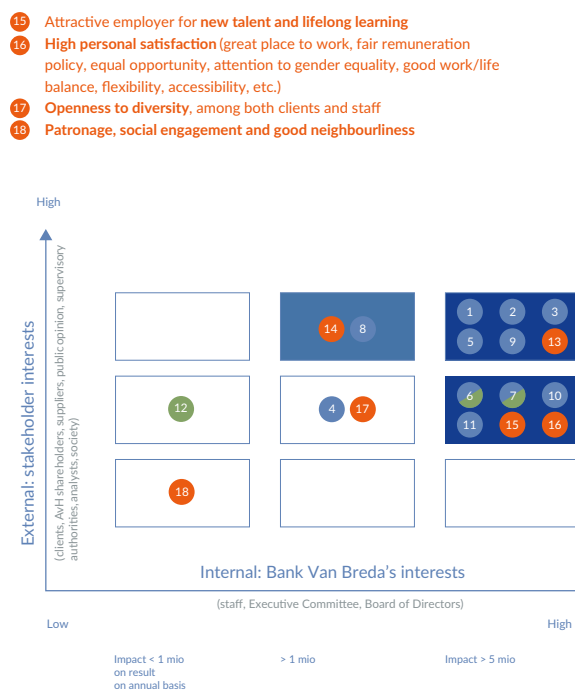 15 Attractive employer for new talent and lifelong learning
16 High personal satisfaction (great place to work, fair remuneration
policy, equal opportunity, attention to gender equality, good work/life
balance, flexibility, accessibility, etc.)
17 Openness to diversity, among both clients and staff
18 Patronage, social engagement and good neighbourliness
High
External: stakeholder interests
(clients, AvH shareholders, suppliers, public opinion, supervisory
authorities, analysts, society)
14 8
1 2 3
5 9 13
12
4 17
6 7 10
11 15 16
18
Internal: Bank Van Breda's interests
(staff, Executive Committee, Board of Directors)
Low
High
Impact < 1 mio
on result
on annual basis
> 1 mio
Impact > 5 mio